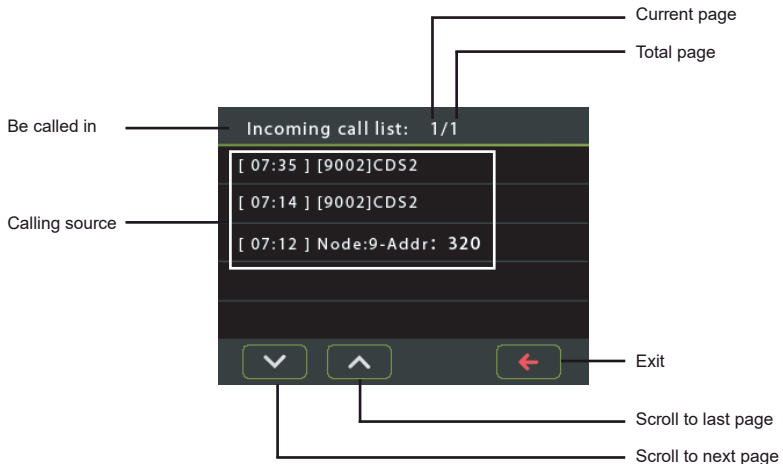 Current page
Total page
Be called in
Incoming call list: 1/1
[ 07:35 ] [9002]CDS2
[ 07:14 ] [9002]CDS2
Calling source
[ 07:12 ] Node:9-Addr: 320
Exit
Scroll to last page
Scroll to next page